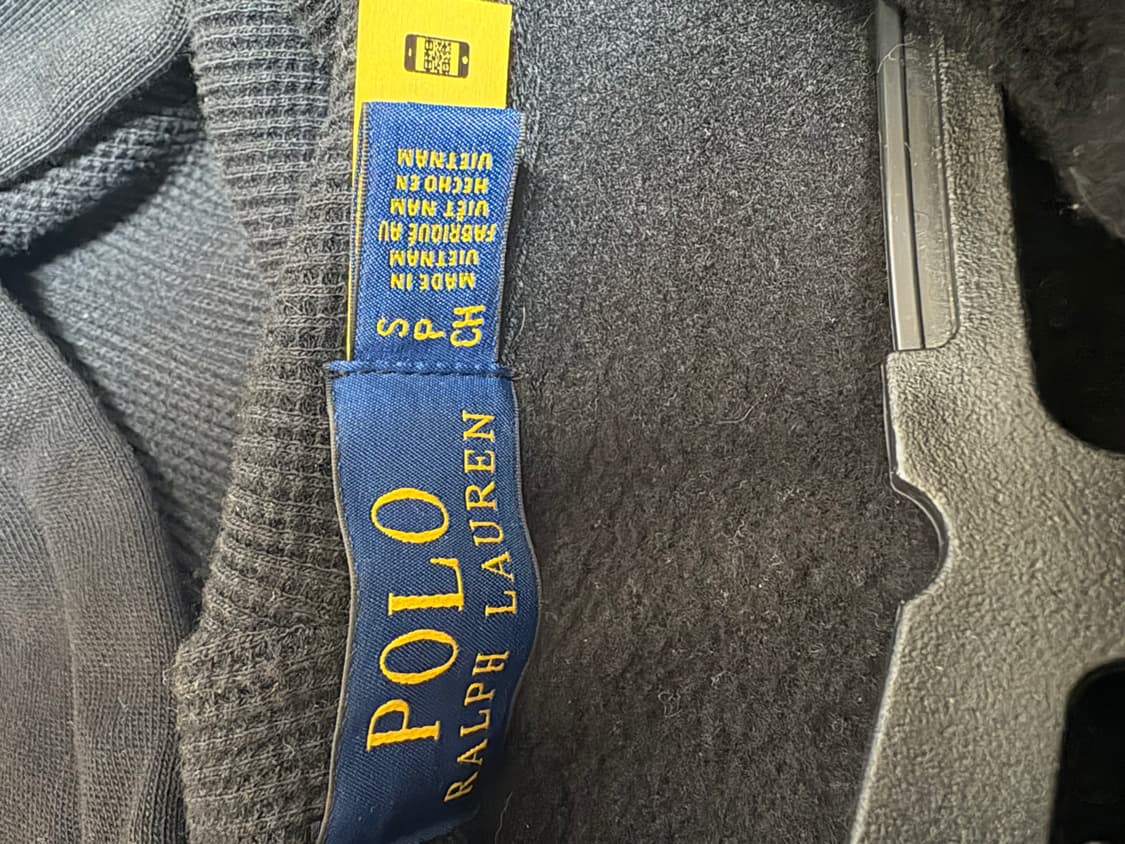 POLO
RALPH LAUREN
S
P
CH
MADE IN
VIETNAM
FABRIQUÉ AU
VIÊT NAM
HECHO EN
VIETNAM